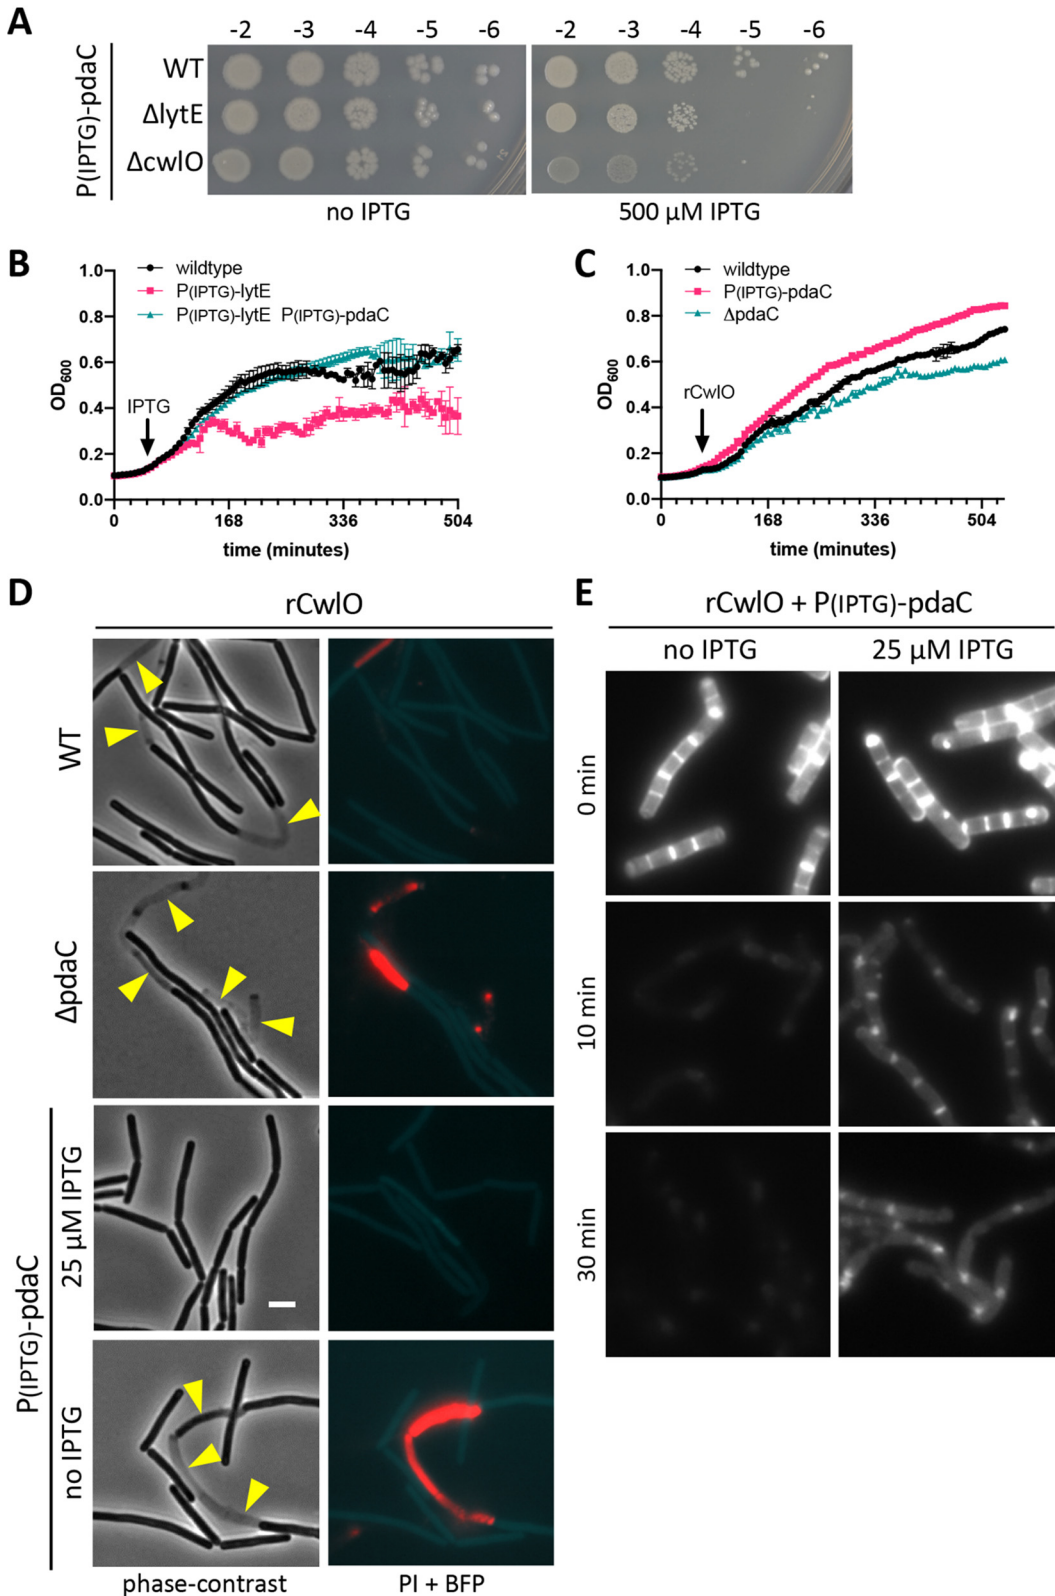 A
-2 -3 -4 -5 -6 -2 -3 -4 -5 -6
P(IPTG)-pdaC
WT
ΔlytE
ΔcwlO
no IPTG
500 μM IPTG
B
wildtype
P(IPTG)-lytE
P(IPTG)-lytE P(IPTG)-pdaC
1.0
0.8
0.6
0.4
0.2
0.0
OD600
IPTG
0 168 336 504
time (minutes)
C
wildtype
P(IPTG)-pdaC
ΔpdaC
1.0
0.8
0.6
0.4
0.2
0.0
OD600
rCwlO
0 168 336 504
time (minutes)
D
rCwlO
WT
ΔpdaC
P(IPTG)-pdaC
25 μM IPTG
no IPTG
phase-contrast
PI + BFP
E
rCwlO + P(IPTG)-pdaC
no IPTG
25 μM IPTG
0 min
10 min
30 min